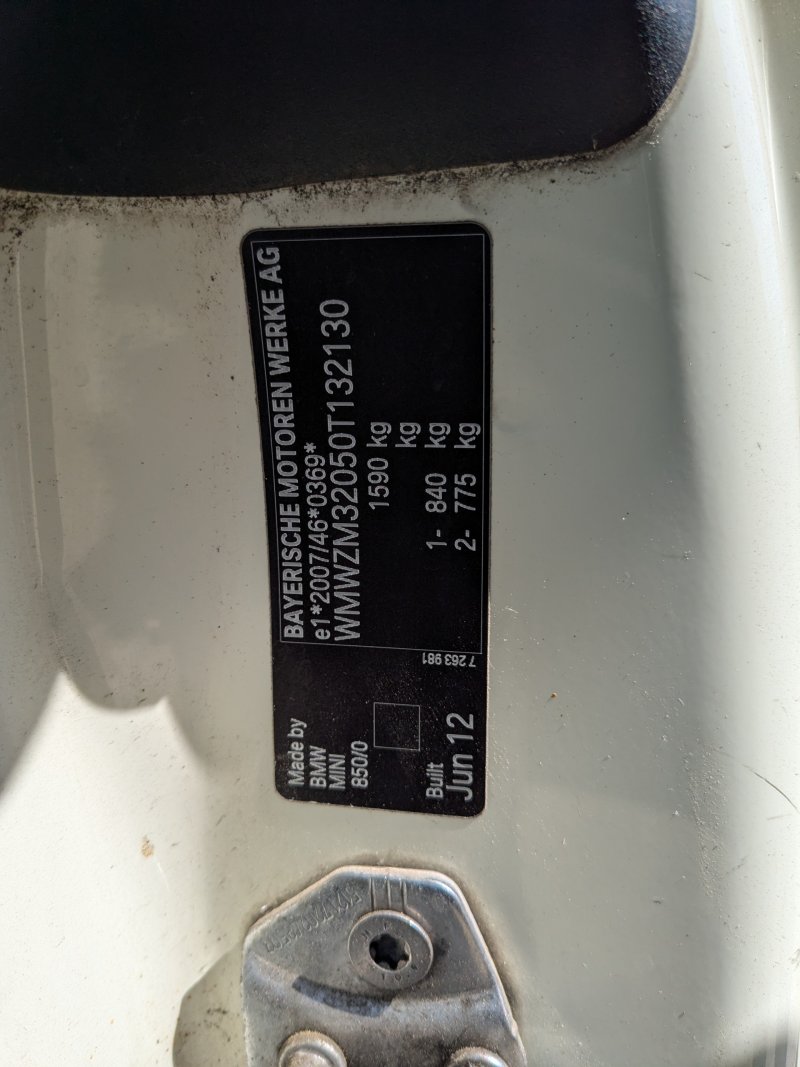 BAYERISCHE MOTOREN WERKE AG
e1*2007/46*0369*
WMWZM32050T132130
1590 kg
kg
1- 840 kg
2- 775 kg
7 263 981
Made by
BMW
MINI
850/0
Built
Jun 12